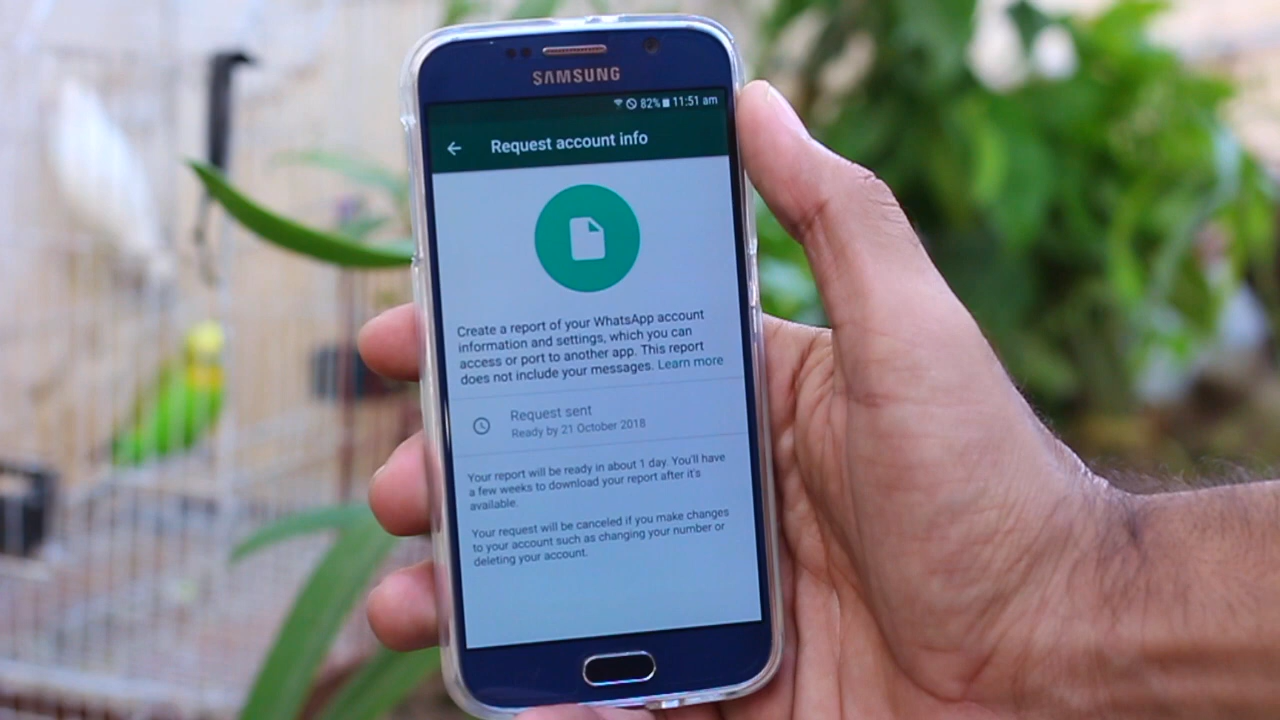 SAMSUNG
82% 11:51 am
Request account info
Create a report of your WhatsApp account
information and settings, which you can
access or port to another app. This report
does not include your messages. Learn more
Request sent
Ready by 21 October 2018
Your report will be ready in about 1 day. You'll have
a few weeks to download your report after it's
available.
Your request will be canceled if you make changes
to your account such as changing your number or
deleting your account.